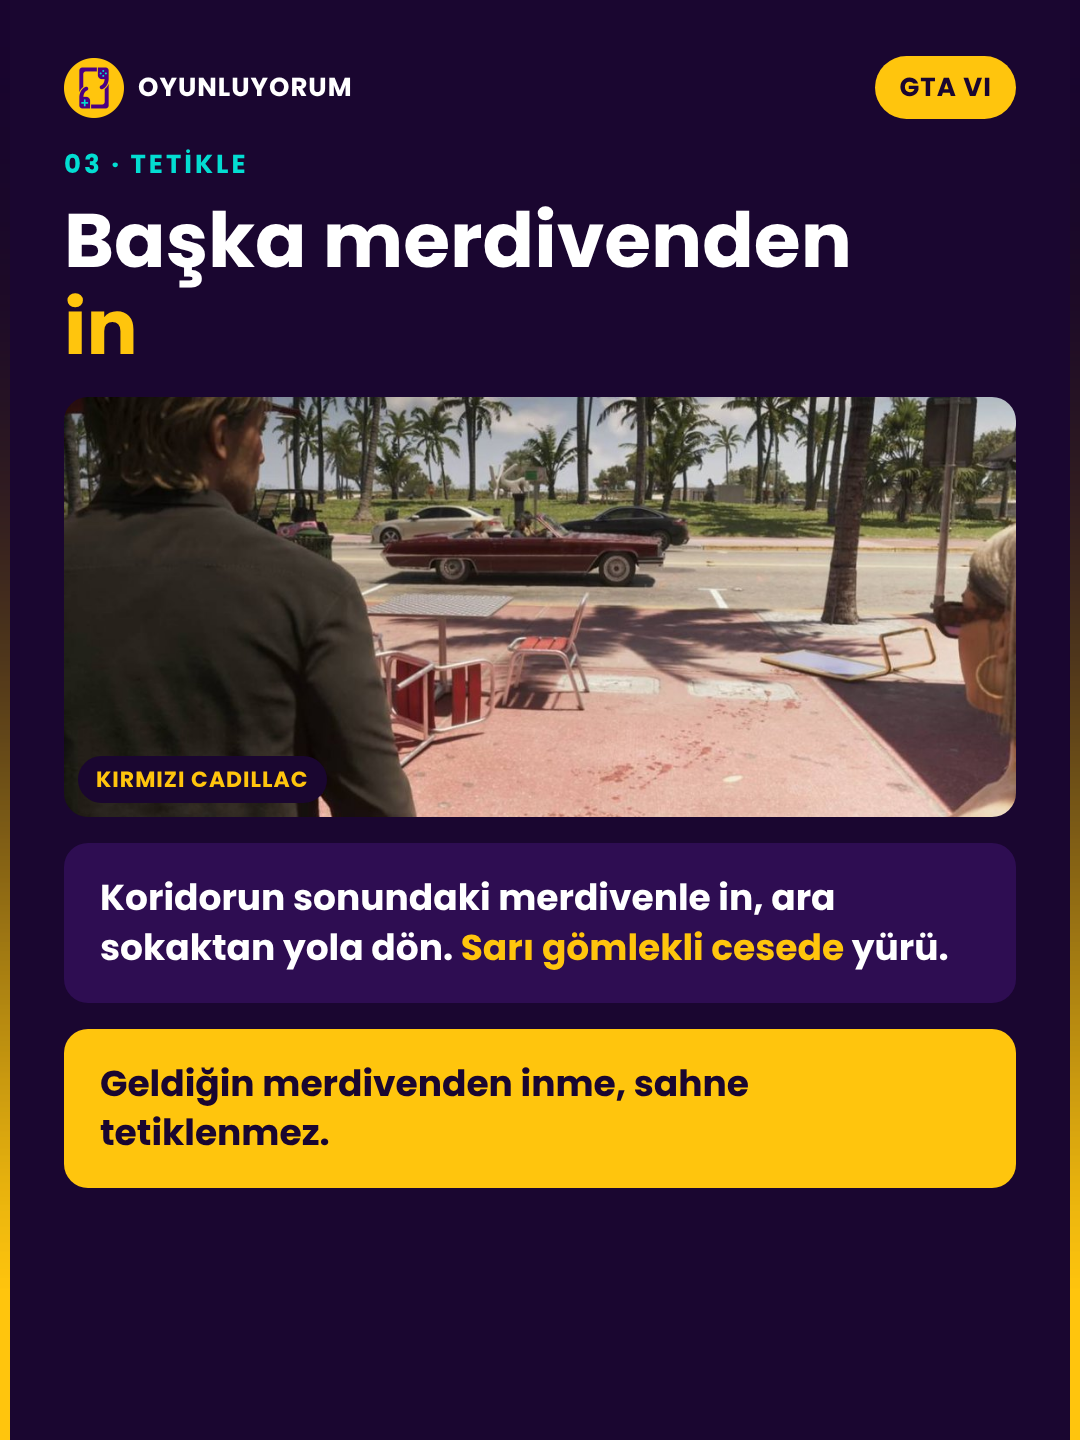 OYUNLUYORUM
GTA VI
03 · TETİKLE
Başka merdivenden
in
KIRMIZI CADILLAC
Koridorun sonundaki merdivenle in, ara
sokaktan yola dön. Sarı gömlekli cesede yürü.
Geldiğin merdivenden inme, sahne
tetiklenmez.